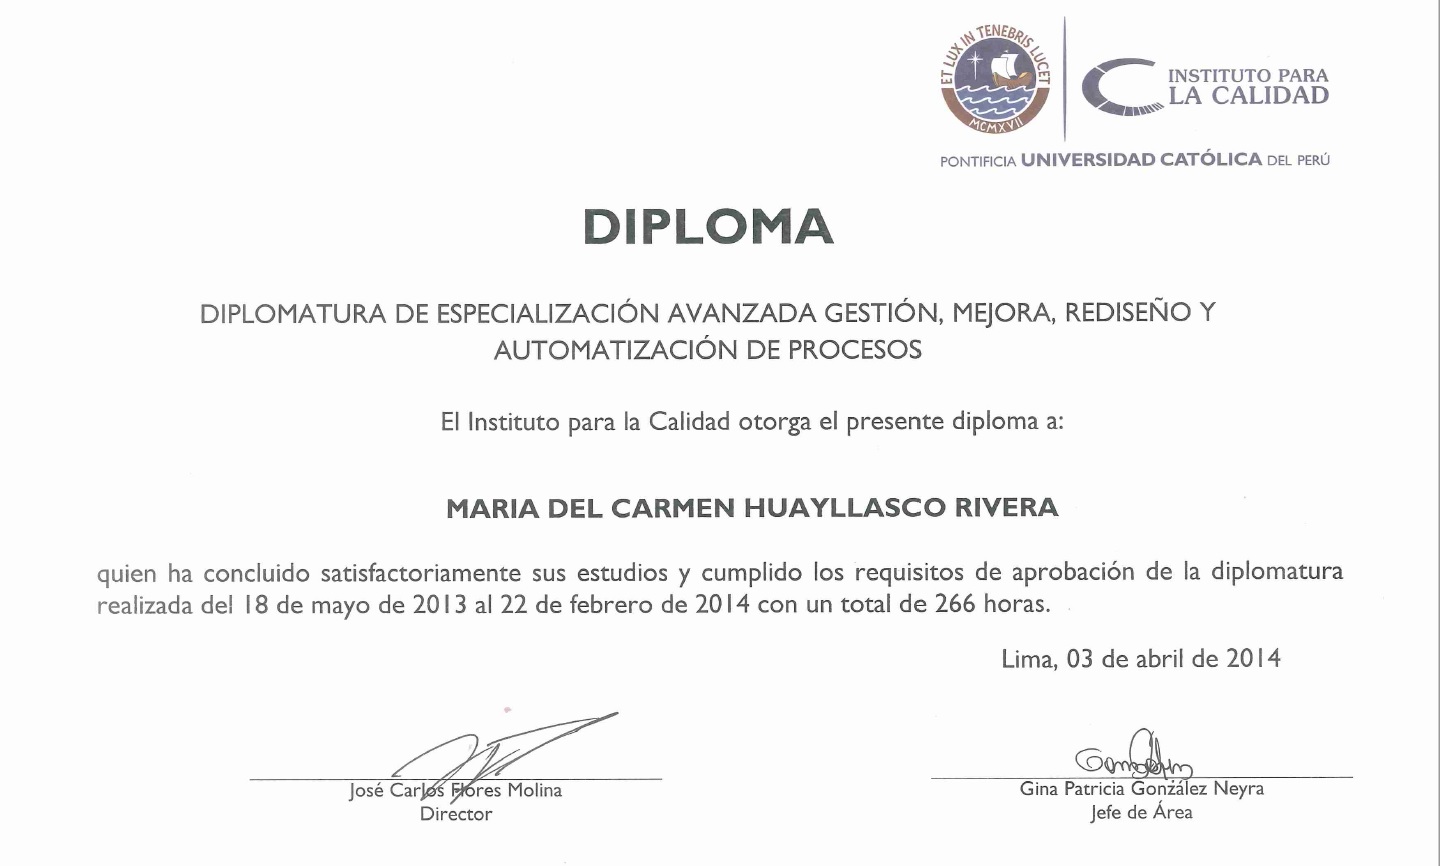 ET LUX IN TENEBRIS LUCET
MCMXVII
INSTITUTO PARA
LA CALIDAD
PONTIFICIA UNIVERSIDAD CATÓLICA DEL PERÚ
DIPLOMA
DIPLOMATURA DE ESPECIALIZACIÓN AVANZADA GESTIÓN, MEJORA, REDISEÑO Y
AUTOMATIZACIÓN DE PROCESOS
El Instituto para la Calidad otorga el presente diploma a:
MARIA DEL CARMEN HUAYLLASCO RIVERA
quien ha concluido satisfactoriamente sus estudios y cumplido los requisitos de aprobación de la diplomatura
realizada del 18 de mayo de 2013 al 22 de febrero de 2014 con un total de 266 horas.
Lima, 03 de abril de 2014
José Carlos Flores Molina
Director
Gina Patricia González Neyra
Jefe de Área